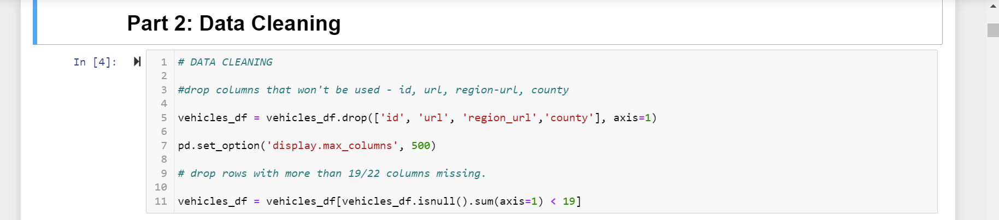 Part 2: Data Cleaning
In [4]:
1 # DATA CLEANING
2
3 #drop columns that won't be used - id, url, region-url, county
4
5 vehicles_df = vehicles_df.drop(['id', 'url', 'region_url','county'], axis=1)
6
7 pd.set_option('display.max_columns', 500)
8
9 # drop rows with more than 19/22 columns missing.
10
11 vehicles_df = vehicles_df[vehicles_df.isnull().sum(axis=1) < 19]